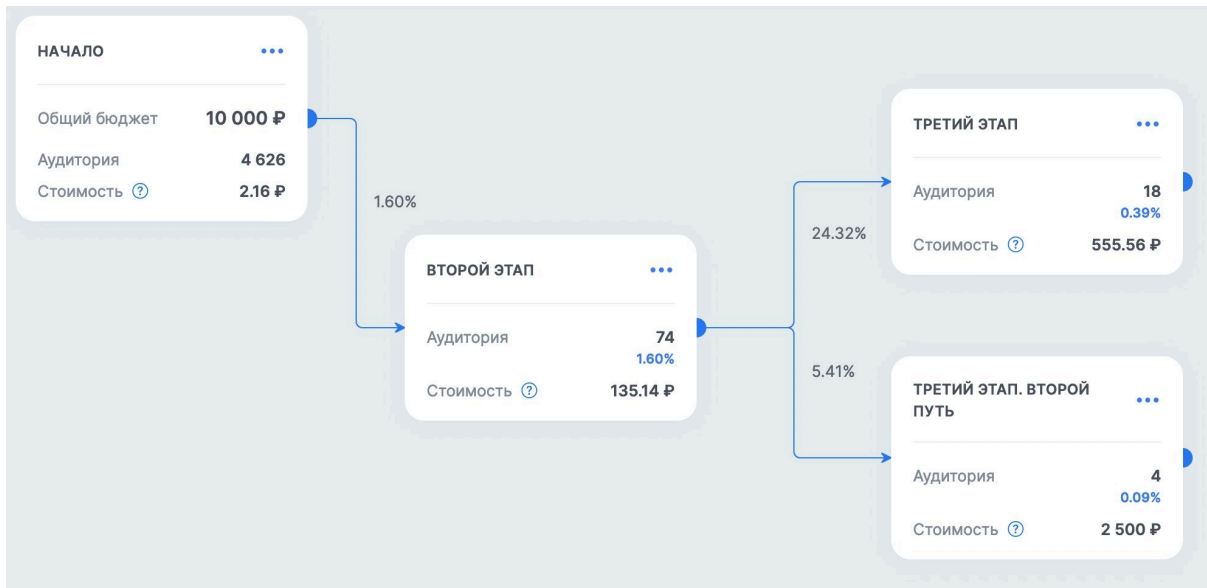 НАЧАЛО
Общий бюджет 10 000 ₽
Аудитория 4 626
Стоимость ? 2.16 ₽
1.60%
ВТОРОЙ ЭТАП
Аудитория 74
1.60%
Стоимость ? 135.14 ₽
24.32%
5.41%
ТРЕТИЙ ЭТАП
Аудитория 18
0.39%
Стоимость ? 555.56 ₽
ТРЕТИЙ ЭТАП. ВТОРОЙ
ПУТЬ
Аудитория 4
0.09%
Стоимость ? 2 500 ₽